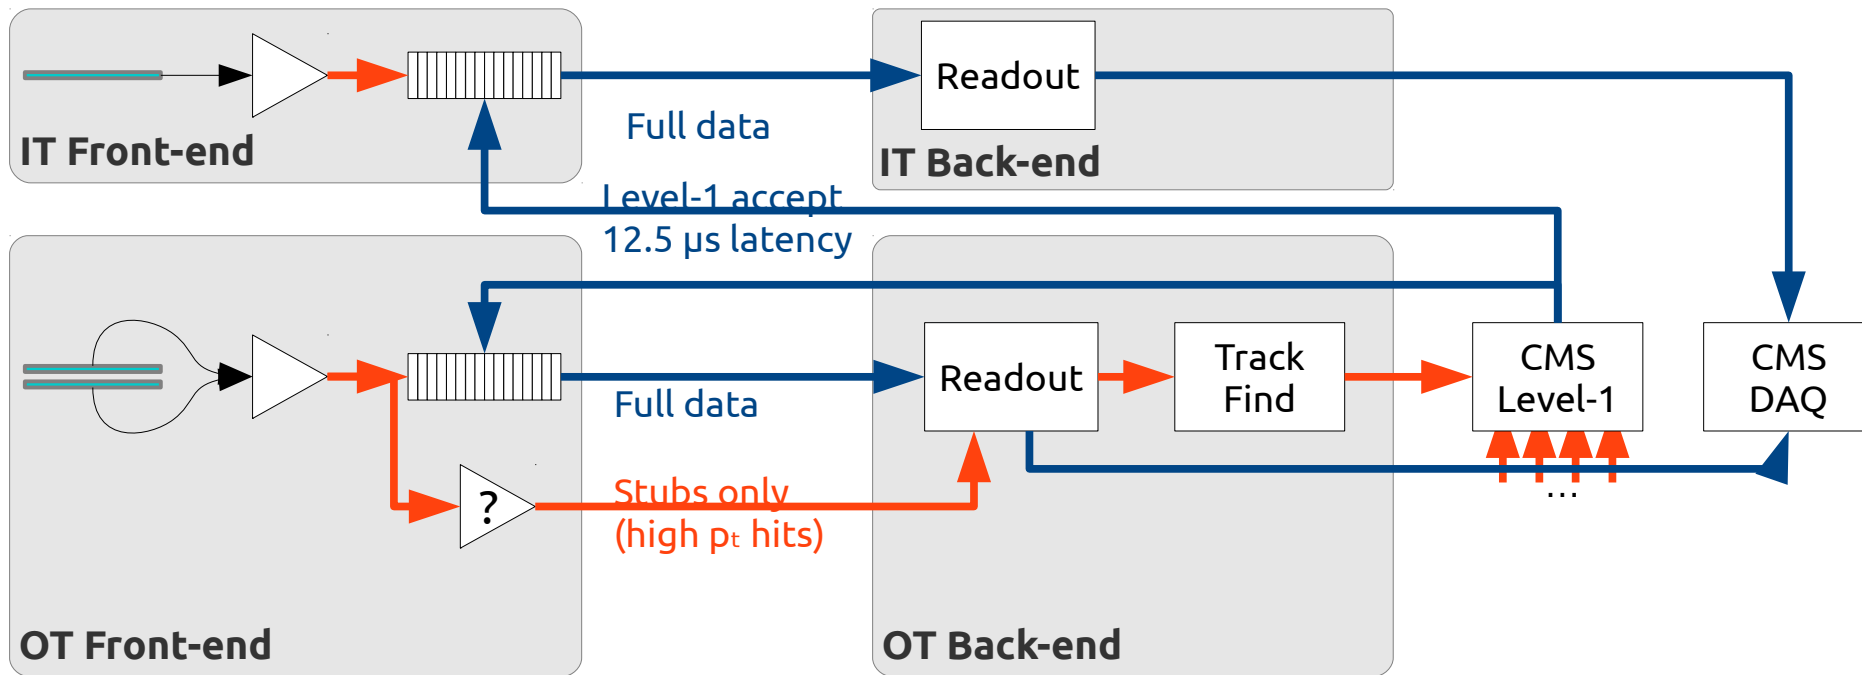 Readout
Full data
IT Front-end
IT Back-end
Level-1 accept
12.5 µs latency
Readout
Track
Find
CMS
Level-1
CMS
DAQ
Full data
?
Stubs only
(high pt hits)
...
OT Front-end
OT Back-end